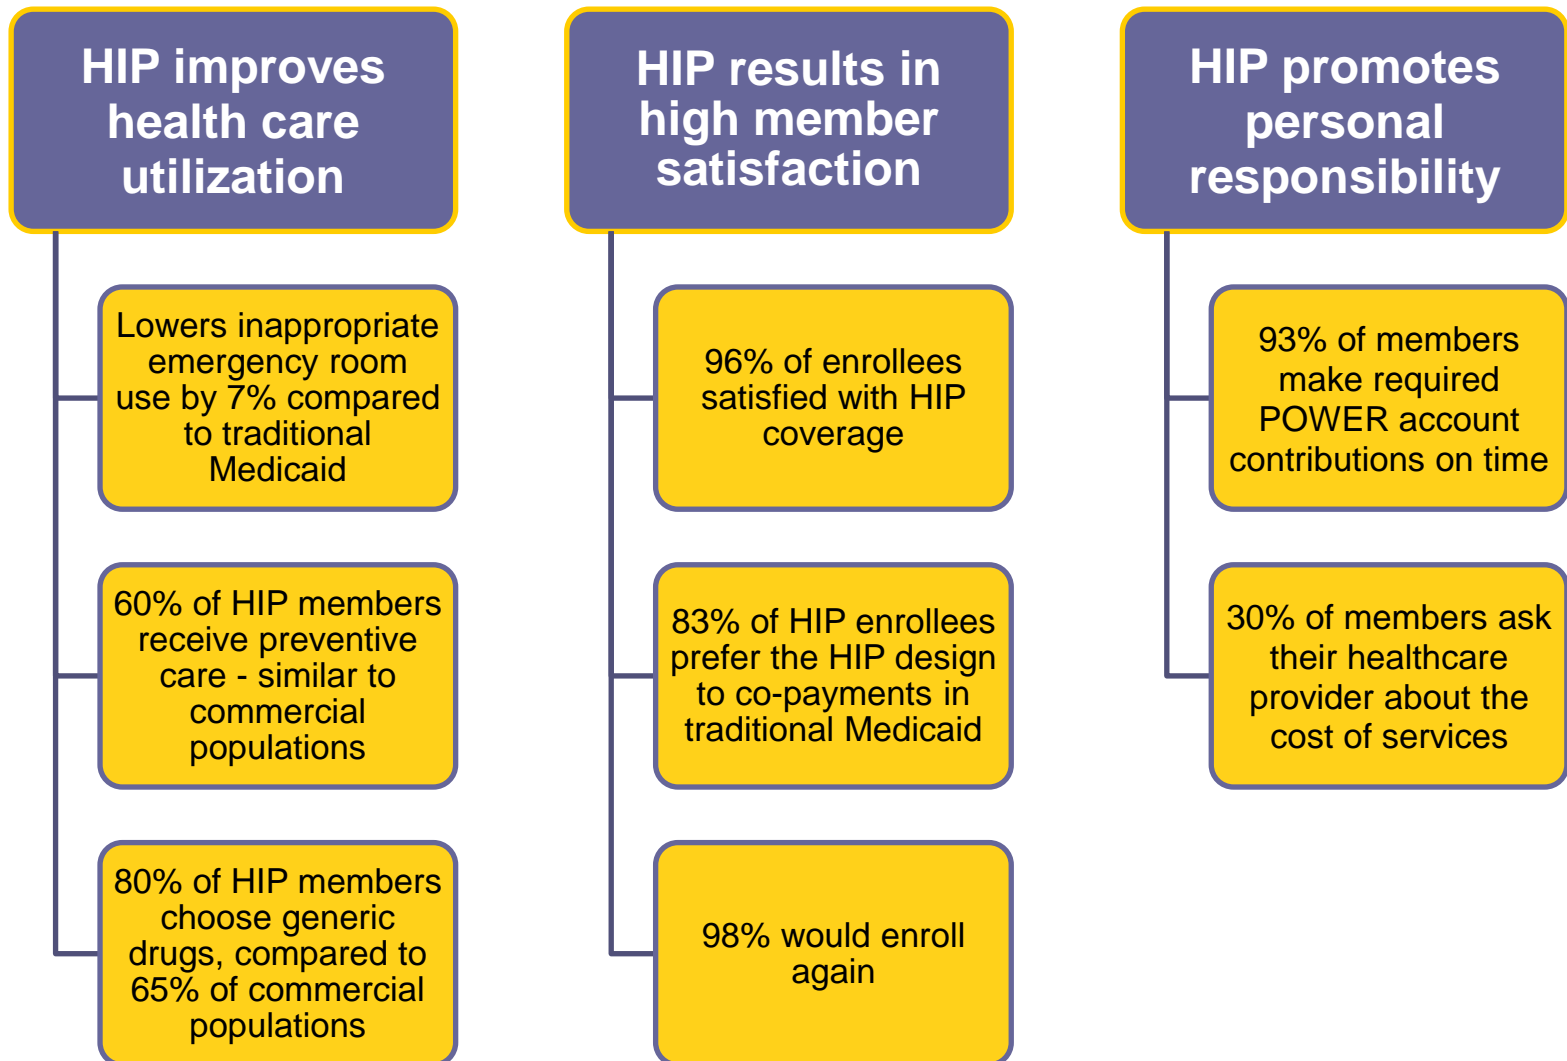 HIP improves
health care
utilization
Lowers inappropriate
emergency room
use by 7% compared
to traditional
Medicaid
60% of HIP members
receive preventive
care - similar to
commercial
populations
80% of HIP members
choose generic
drugs, compared to
65% of commercial
populations
HIP results in
high member
satisfaction
96% of enrollees
satisfied with HIP
coverage
83% of HIP enrollees
prefer the HIP design
to co-payments in
traditional Medicaid
98% would enroll
again
HIP promotes
personal
responsibility
93% of members
make required
POWER account
contributions on time
30% of members ask
their healthcare
provider about the
cost of services